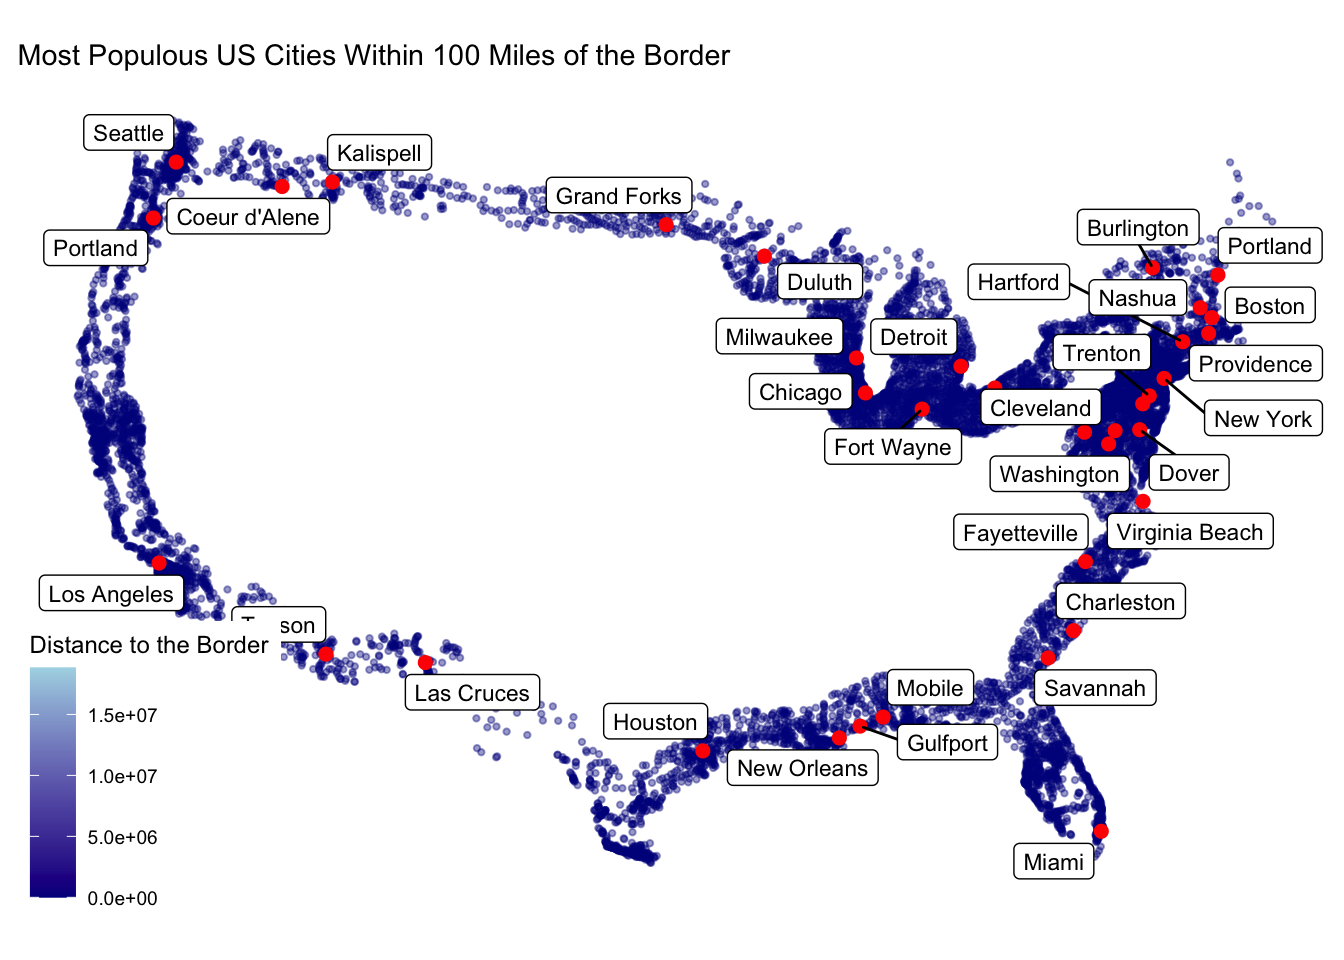 Most Populous US Cities Within 100 Miles of the Border
Seattle
Kalispell
Grand Forks
Coeur d'Alene
Portland
Burlington
Portland
Hartford
Nashua
Duluth
Boston
Milwaukee
Detroit
Trenton
Providence
Chicago
Cleveland
New York
Fort Wayne
Washington
Dover
Fayetteville
Virginia Beach
Los Angeles
Charleston
son
Distance to the Border
Las Cruces
Mobile
Savannah
Houston
Gulfport
New Orleans
Miami
1.5e+07
1.0e+07
5.0e+06
0.0e+00